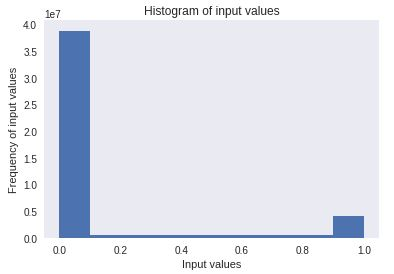 Histogram of input values
1e7
4.0
3.5
3.0
2.5
2.0
1.5
1.0
0.5
0.0
Frequency of input values
0.0 0.2 0.4 0.6 0.8 1.0
Input values